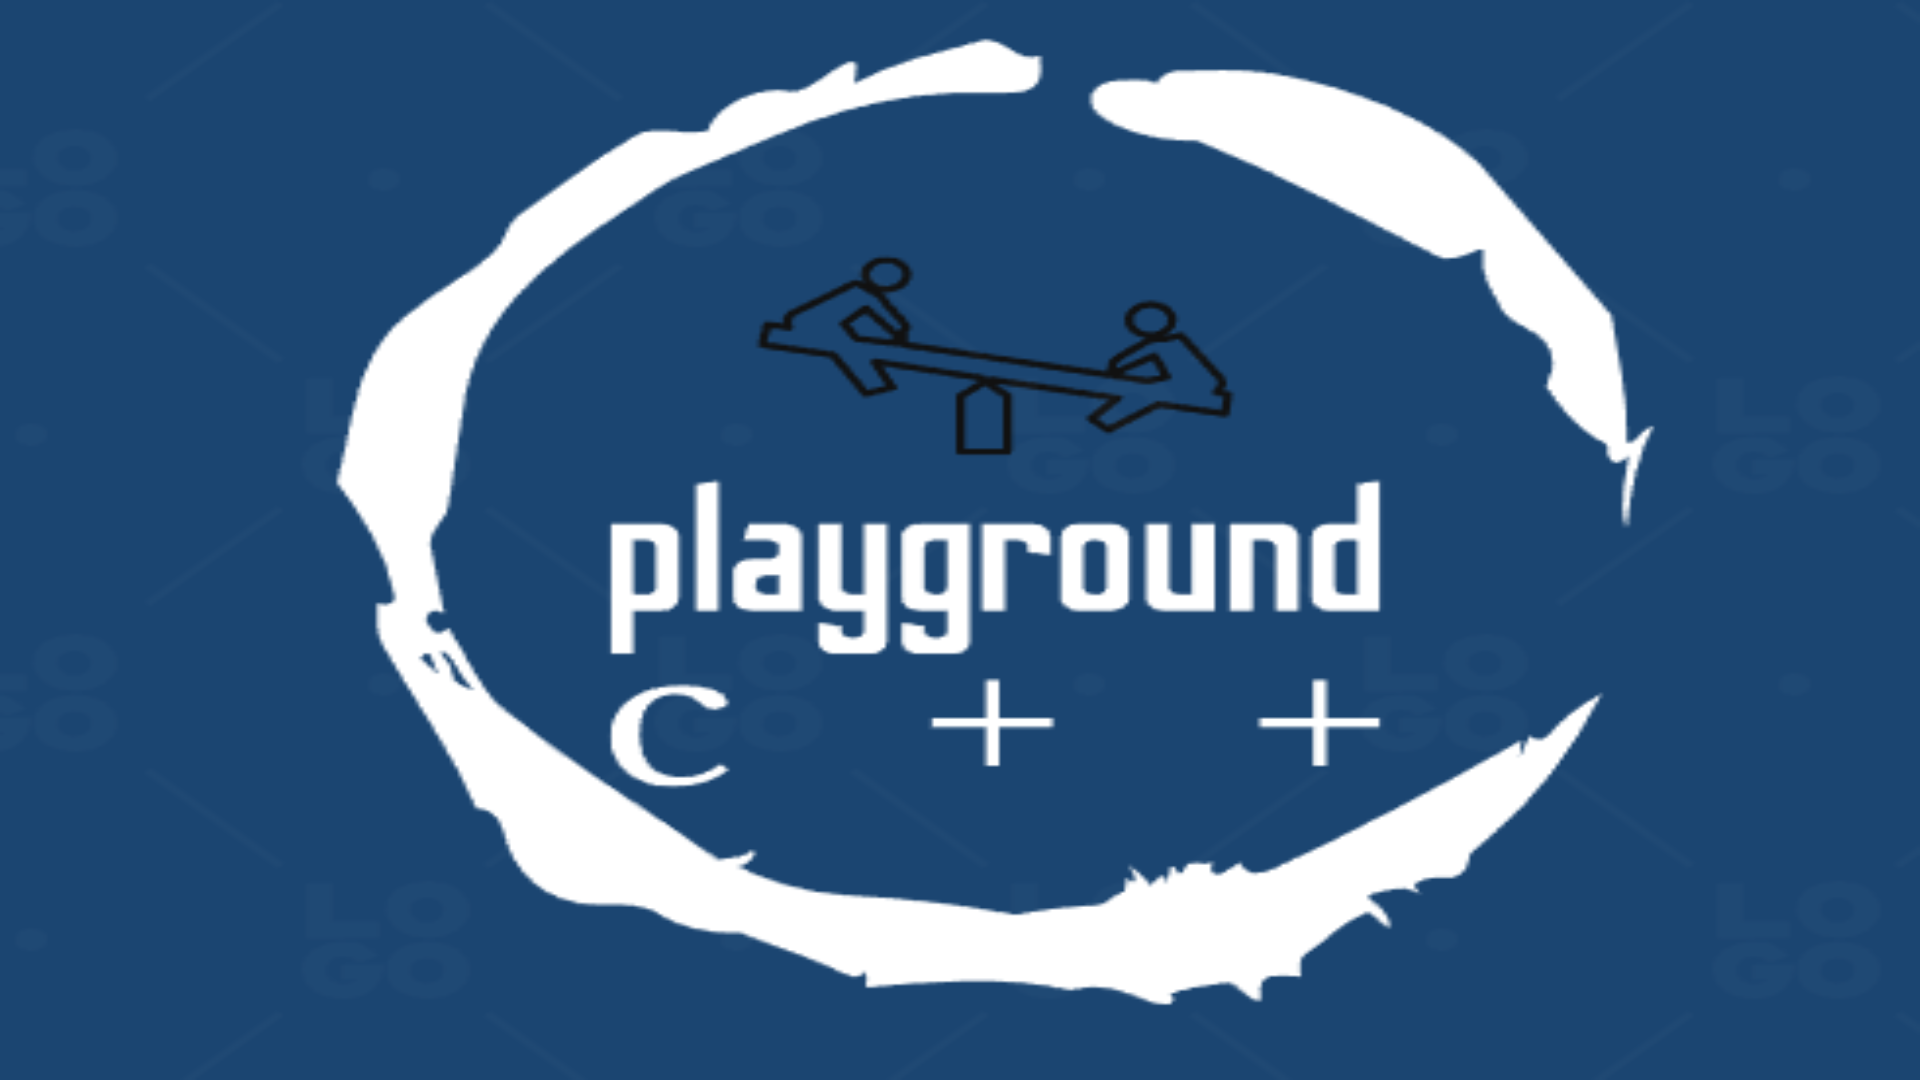 playground
C + +